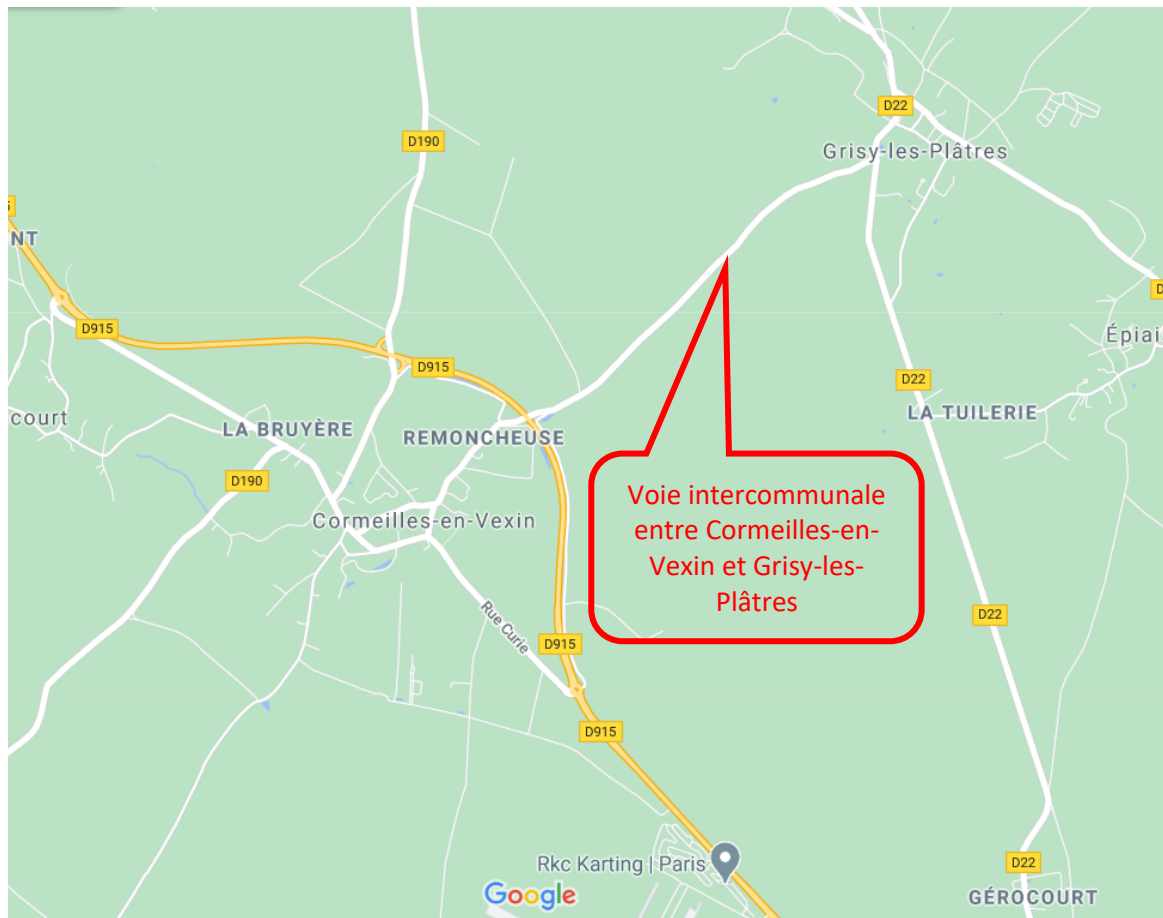 D22
D190
Grisy-les-Plâtres
5
NT
D
D915
Épiai
D915
D22
court
LA BRUYÈRE
REMONCHEUSE
LA TUILERIE
D190
Voie intercommunale
entre Cormeilles-en-
Vexin et Grisy-les-
Plâtres
Cormeilles-en-Vexin
Rue Curie
D22
D915
D915
Rkc Karting | Paris
D22
Google
GÉROCOURT